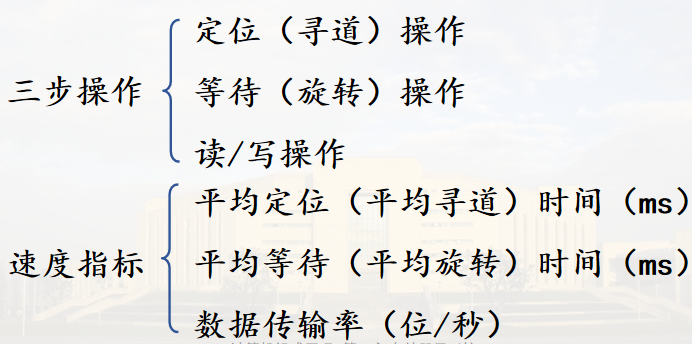 三步操作
定位（寻道）操作
等待（旋转）操作
读/写操作
速度指标
平均定位（平均寻道）时间（ms）
平均等待（平均旋转）时间（ms）
数据传输率（位/秒）